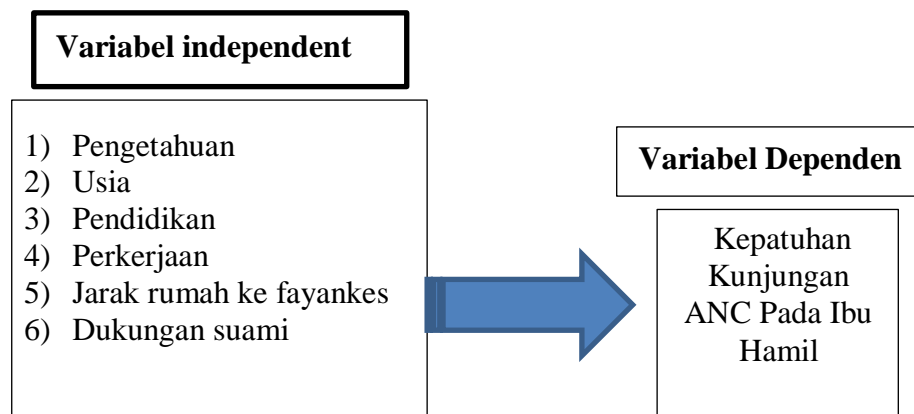 Variabel independent
1) Pengetahuan
2) Usia
3) Pendidikan
4) Perkerjaan
5) Jarak rumah ke fayankes
6) Dukungan suami
Variabel Dependen
Kepatuhan
Kunjungan
ANC Pada Ibu
Hamil